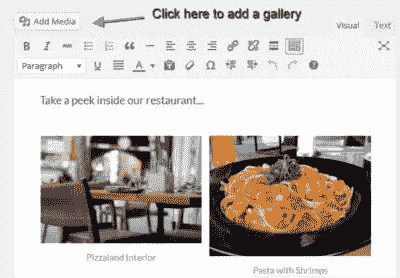 Add Media
Click here to add a gallery
Visual
Text
B I ABC
Paragraph U A
Take a peek inside our restaurant...
Pizzaland Interior
Pasta with Shrimps